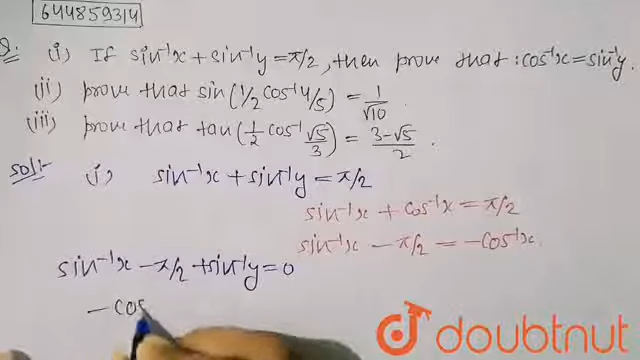 644859314
Q. (i) If sin⁻¹x + sin⁻¹y = π/2, then prove that : cos⁻¹x = sin⁻¹y.
(ii) prove that sin(1/2 cos⁻¹ 4/5) = 1/√10.
(iii) prove that tan(1/2 cos⁻¹ √5/3) = 3-√5/2.
Sol:- (i) sin⁻¹x + sin⁻¹y = π/2
sin⁻¹x + cos⁻¹x = π/2
sin⁻¹x - π/2 = - cos⁻¹x.
sin⁻¹x - π/2 + sin⁻¹y = 0
- cos
doubtnut